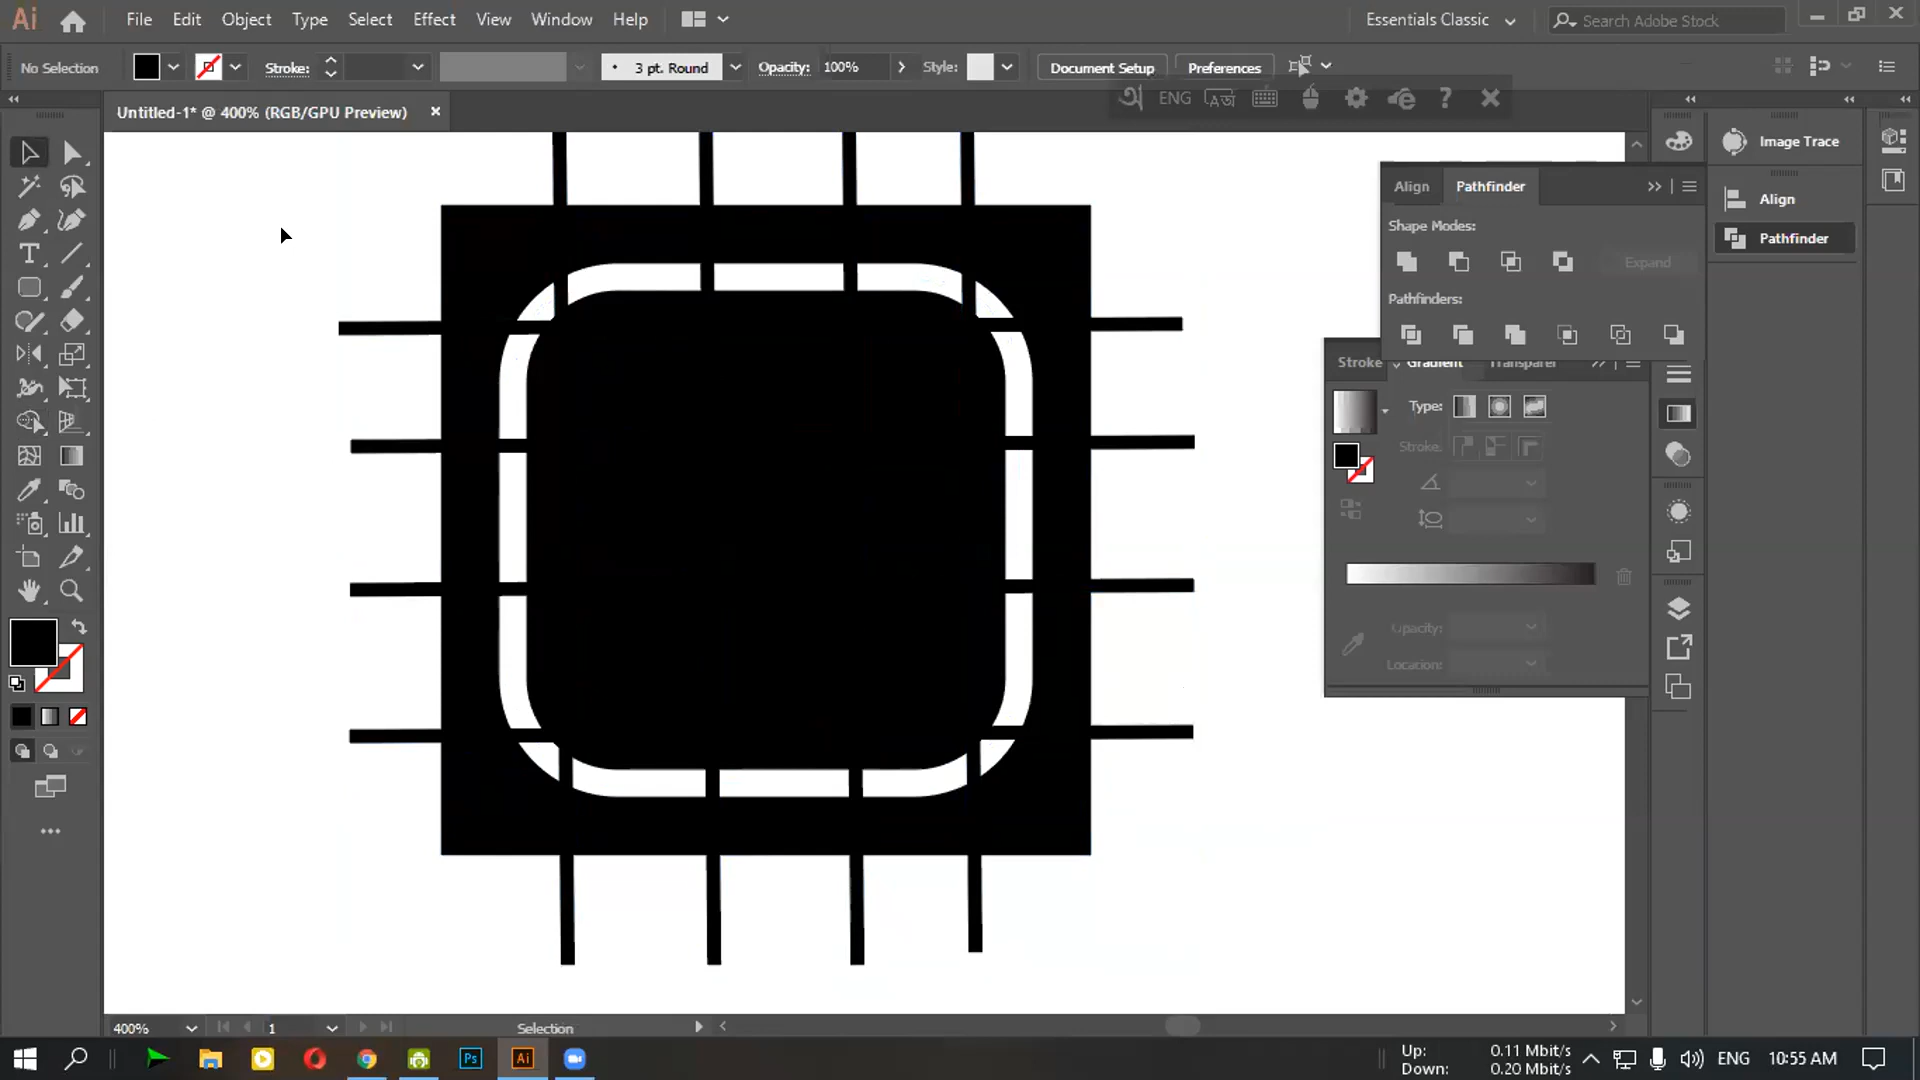 Ai File Edit Object Type Select Effect View Window Help Essentials Classic Search Adobe Stock
No Selection Stroke: 3 pt. Round Opacity: 100% Style: Document Setup Preferences
ENG ?
Untitled-1* @ 400% (RGB/GPU Preview)
Image Trace
Align Pathfinder
Align
Shape Modes:
Pathfinder
Expand
Pathfinders:
Stroke Gradient Transparer
Type:
Stroke:
Opacity:
Location:
400% 1 Selection
Ps Ai Up: 0.11 Mbit/s
Down: 0.20 Mbit/s
ENG 10:55 AM